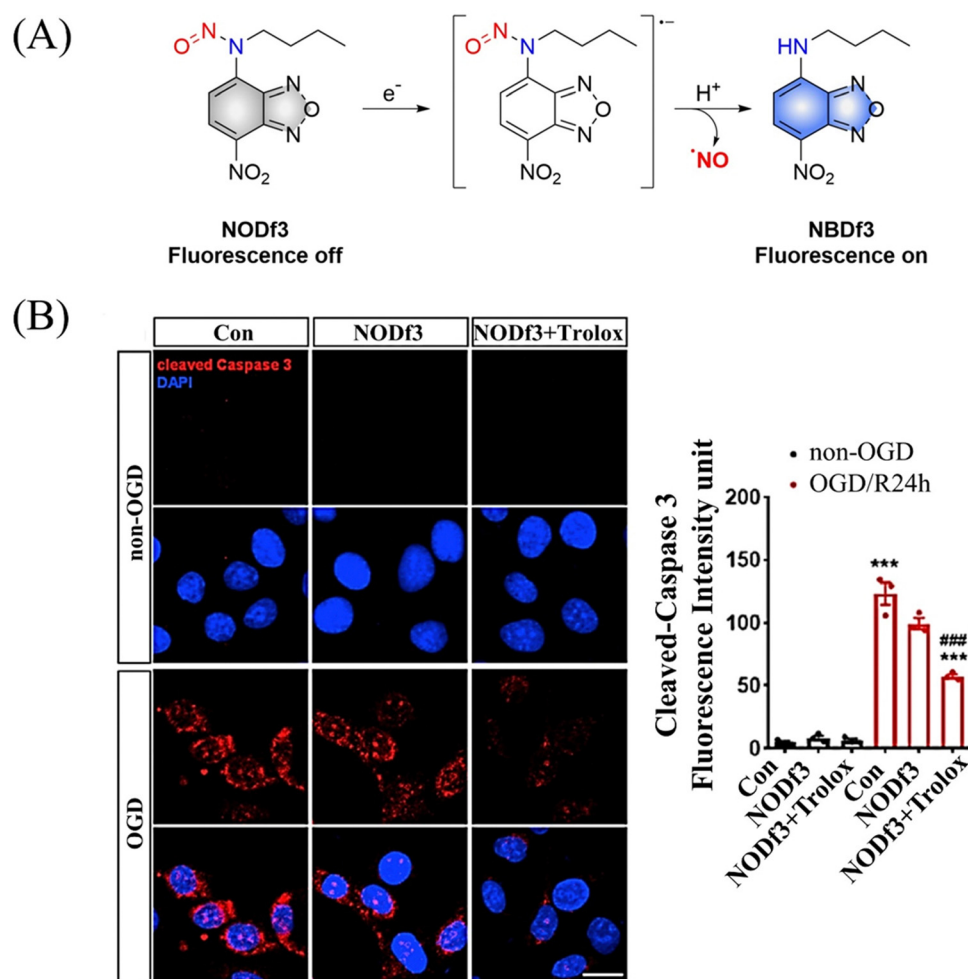 (A)
O
N
N
N
O
N
NO₂
NODf3
Fluorescence off
e⁻
O
N
N
N
O
N
NO₂
•−
H⁺
•NO
HN
N
O
N
NO₂
NBDf3
Fluorescence on
(B)
Con
NODf3
NODf3+Trolox
cleaved Caspase 3
DAPI
non-OGD
OGD
non-OGD
OGD/R24h
Cleaved-Caspase 3
Fluorescence Intensity unit
200
150
100
50
0
***
###
***
Con
NODf3
NODf3+Trolox
Con
NODf3
NODf3+Trolox